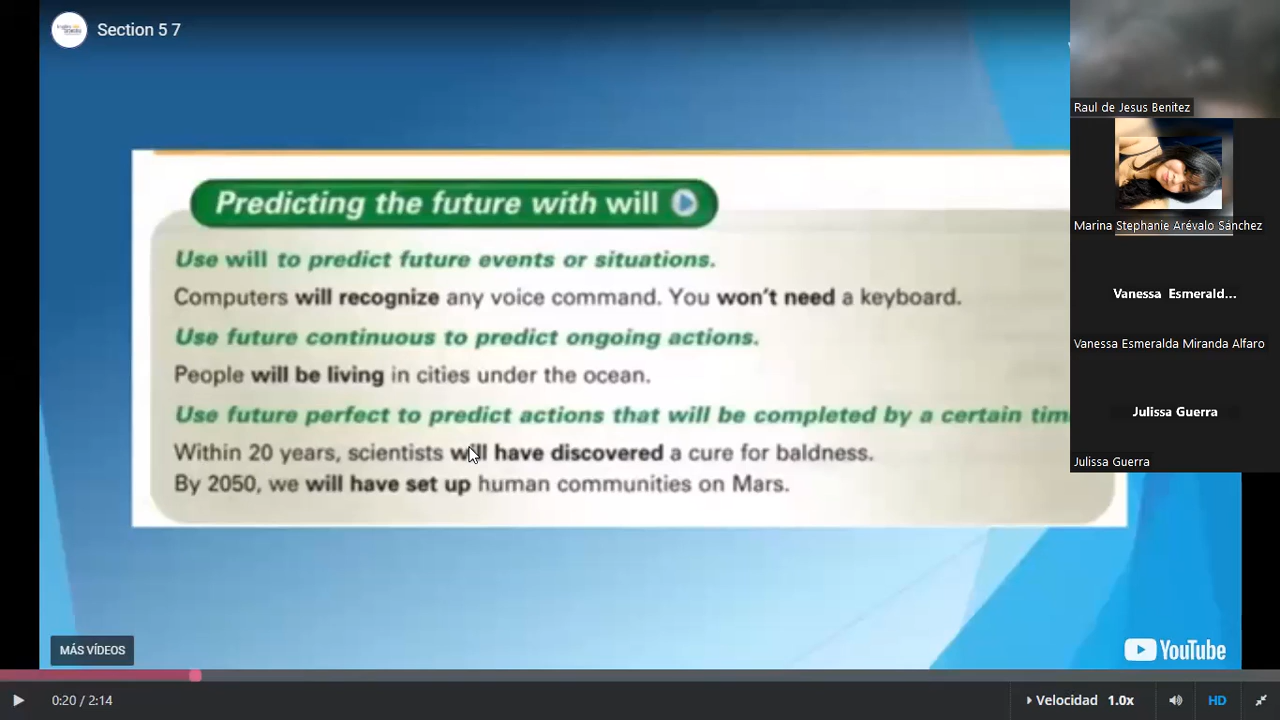 Section 5 7
Predicting the future with will
Use will to predict future events or situations.
Computers will recognize any voice command. You won't need a keyboard.
Use future continuous to predict ongoing actions.
People will be living in cities under the ocean.
Use future perfect to predict actions that will be completed by a certain tim
Within 20 years, scientists will have discovered a cure for baldness.
By 2050, we will have set up human communities on Mars.
Raul de Jesus Benitez
Marina Stephanie Arévalo Sánchez
Vanessa Esmerald...
Vanessa Esmeralda Miranda Alfaro
Julissa Guerra
Julissa Guerra
MÁS VÍDEOS
YouTube
0:20 / 2:14
Velocidad 1.0x
HD